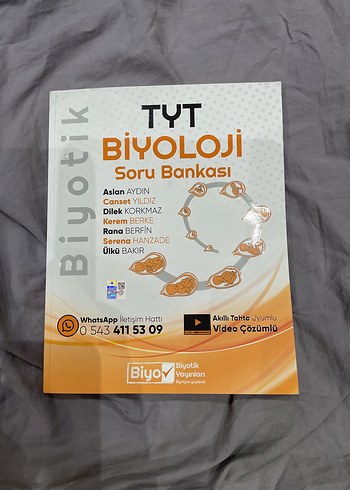 Biyotik
TYT
BİYOLOJİ
Soru Bankası
Aslan AYDIN
Canset YILDIZ
Dilek KORKMAZ
Kerem BERKE
Rana BERFİN
Serena HANZADE
Ülkü BAKIR
WhatsApp İletişim Hattı
0 543 411 53 09
Akıllı Tahta Uyumlu
Video Çözümlü
Biyo
Biyotik
Yayınları